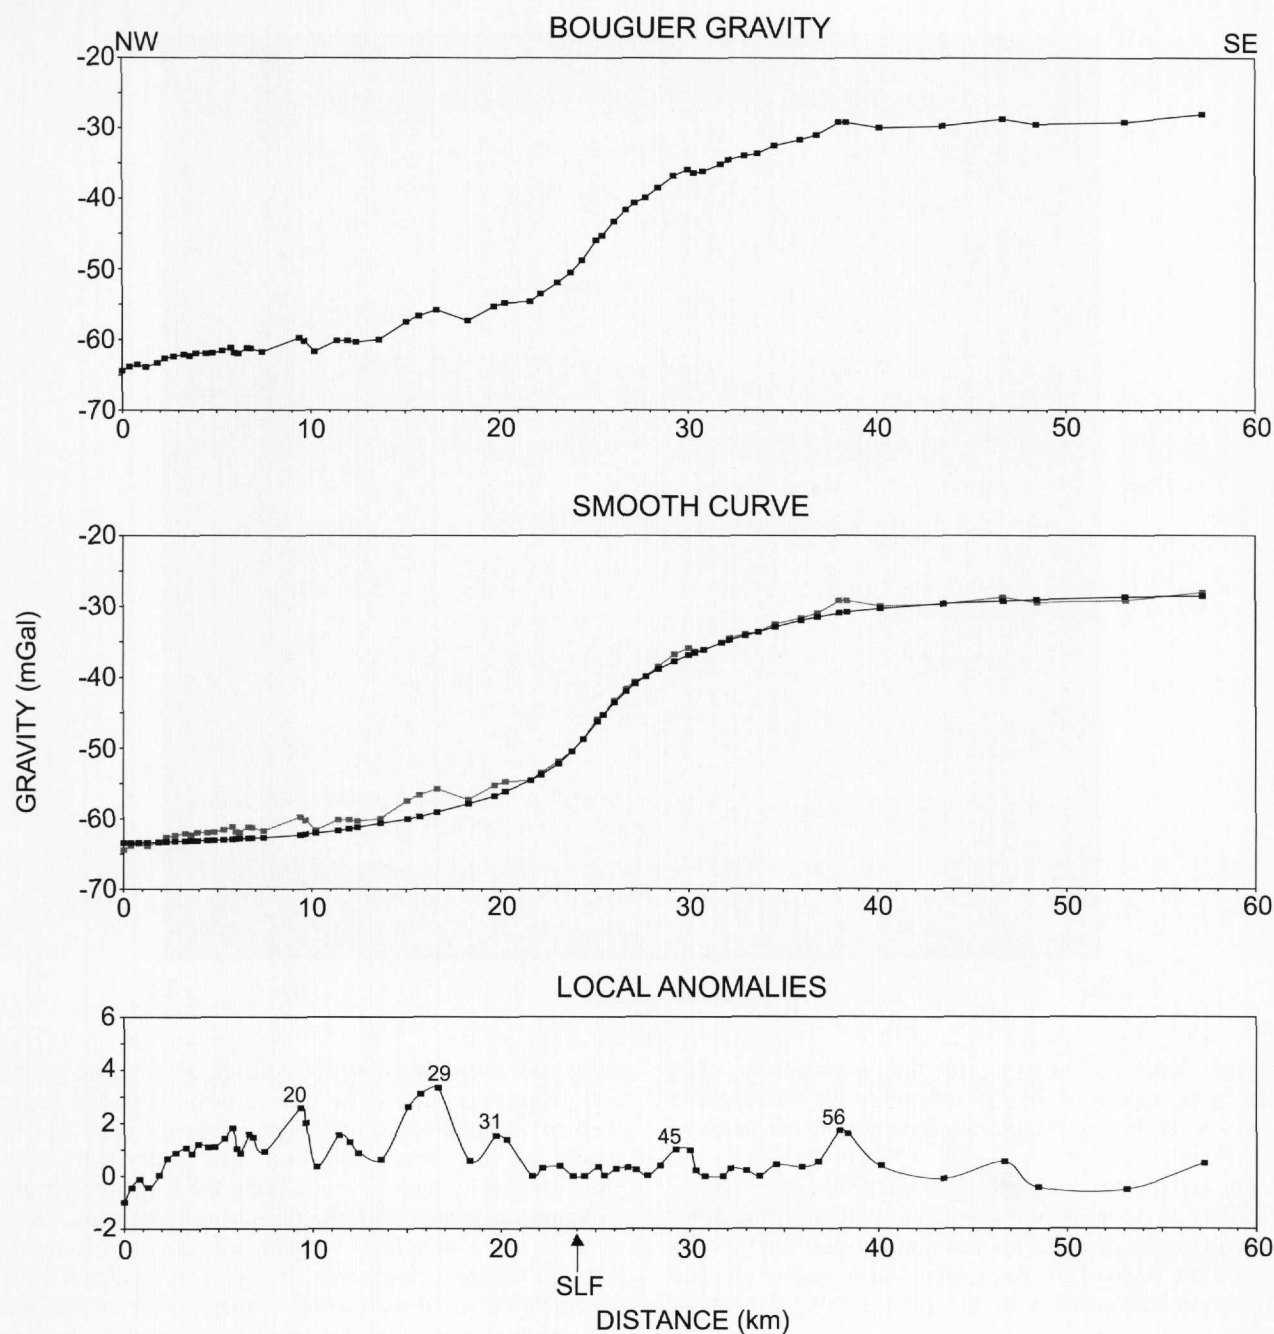 BOUGUER GRAVITY
NW
SE
-20
-30
-40
-50
-60
-70
0 10 20 30 40 50 60
SMOOTH CURVE
-20
-30
-40
-50
-60
-70
0 10 20 30 40 50 60
GRAVITY (mGal)
LOCAL ANOMALIES
6
4
2
0
-2
20
29
31
45
56
0 10 20 30 40 50 60
SLF
DISTANCE (km)